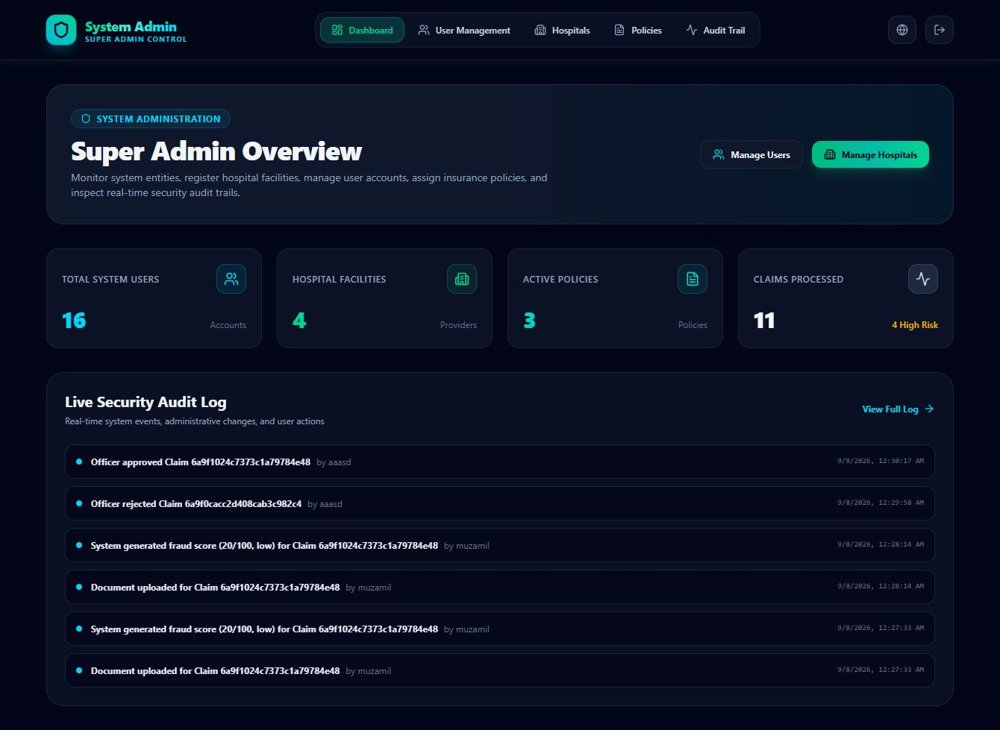 System Admin
SUPER ADMIN CONTROL
Dashboard
User Management
Hospitals
Policies
Audit Trail
SYSTEM ADMINISTRATION
Super Admin Overview
Monitor system entities, register hospital facilities, manage user accounts, assign insurance policies, and
inspect real-time security audit trails.
Manage Users
Manage Hospitals
TOTAL SYSTEM USERS
16
Accounts
HOSPITAL FACILITIES
4
Providers
ACTIVE POLICIES
3
Policies
CLAIMS PROCESSED
11
4 High Risk
Live Security Audit Log
Real-time system events, administrative changes, and user actions
View Full Log
Officer approved Claim 6a9f1024c7373c1a79784e48 by aaasd 9/8/2026, 12:30:17 AM
Officer rejected Claim 6a9f0cacc2d408cab3c982c4 by aaasd 9/8/2026, 12:29:58 AM
System generated fraud score (20/100, low) for Claim 6a9f1024c7373c1a79784e48 by muzamil 9/8/2026, 12:28:14 AM
Document uploaded for Claim 6a9f1024c7373c1a79784e48 by muzamil 9/8/2026, 12:28:14 AM
System generated fraud score (20/100, low) for Claim 6a9f1024c7373c1a79784e48 by muzamil 9/8/2026, 12:27:33 AM
Document uploaded for Claim 6a9f1024c7373c1a79784e48 by muzamil 9/8/2026, 12:27:33 AM